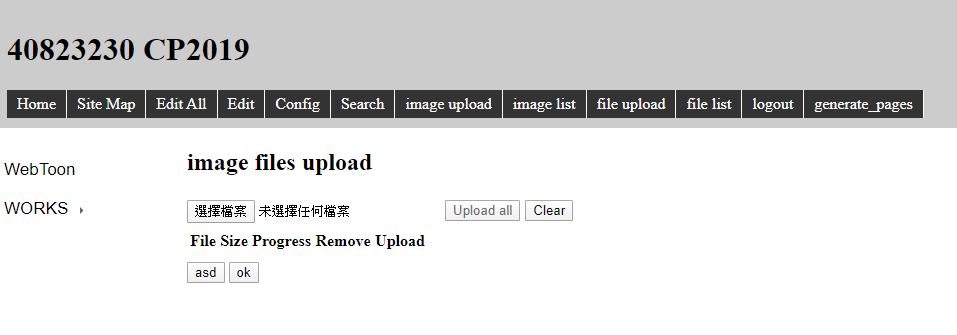 40823230 CP2019
Home Site Map Edit All Edit Config Search image upload image list file upload file list logout generate_pages
WebToon
WORKS
image files upload
選擇檔案 未選擇任何檔案 Upload all Clear
File Size Progress Remove Upload
asd ok